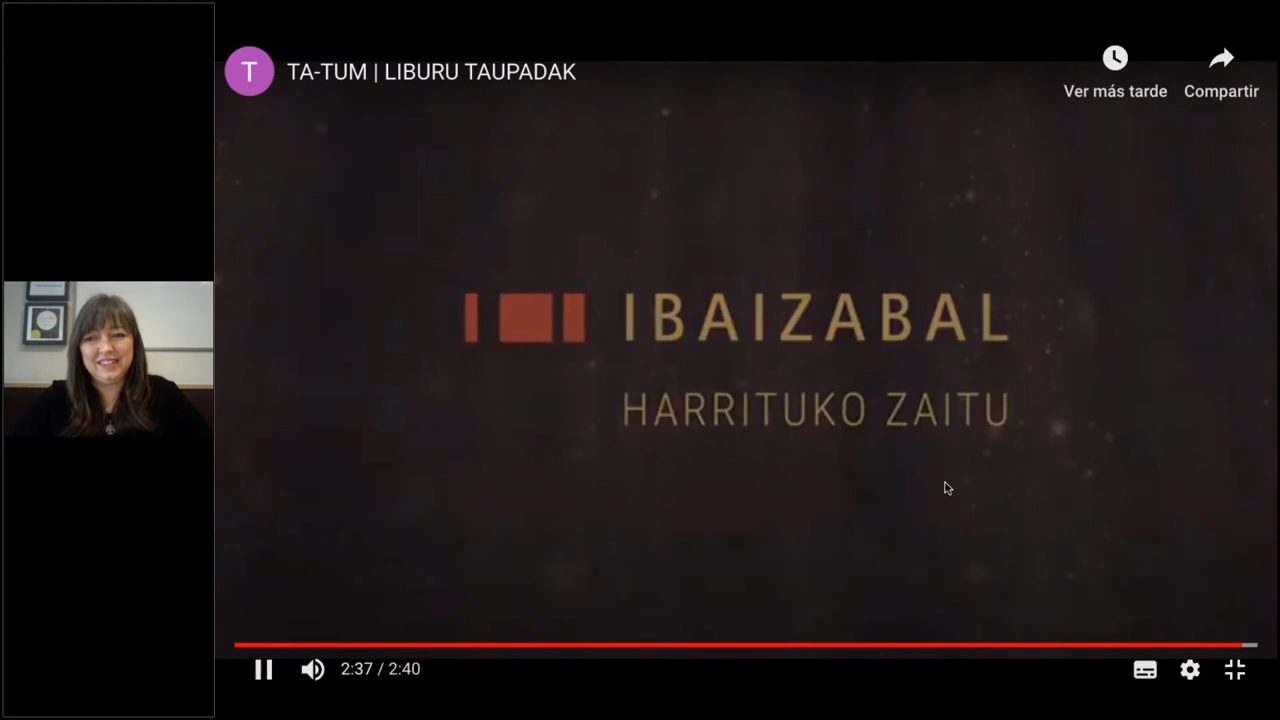 T
TA-TUM | LIBURU TAUPADAK
Ver más tarde
Compartir
IBAIZABAL
HARRITUKO ZAITU
2:37 / 2:40